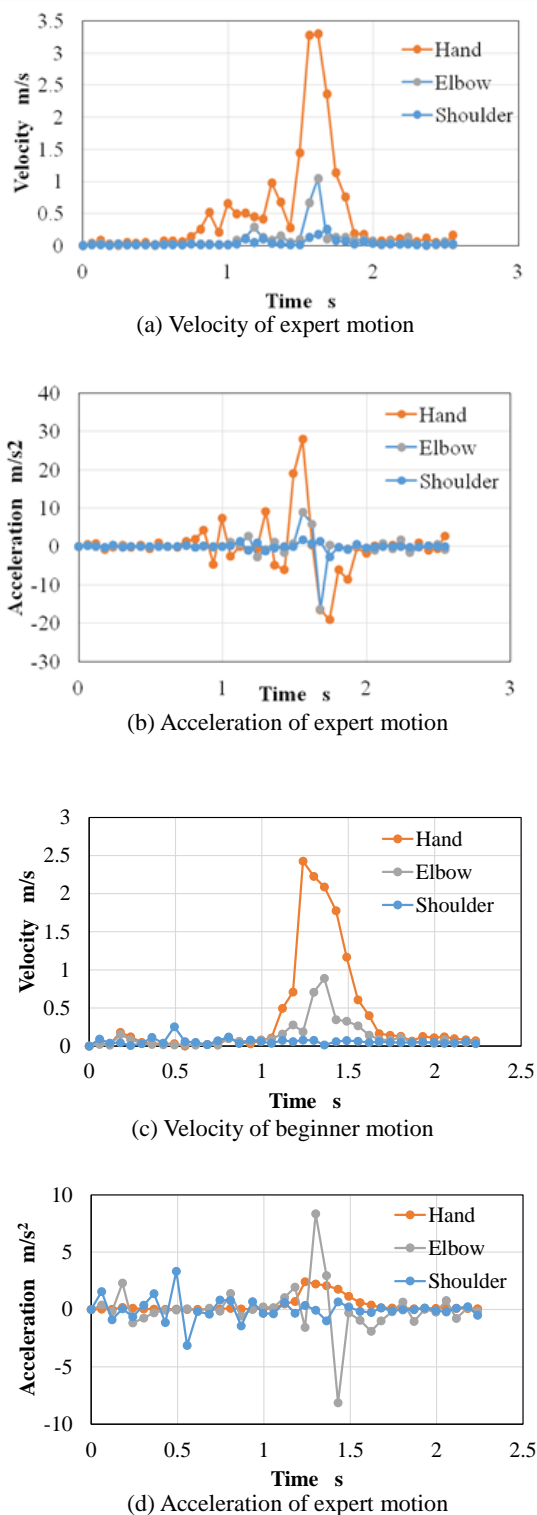 3.5
3
2.5
2
1.5
1
0.5
0
Velocity m/s
Hand
Elbow
Shoulder
0 1 2 3
Time s
(a) Velocity of expert motion
40
30
20
10
0
-10
-20
-30
Acceleration m/s2
Hand
Elbow
Shoulder
0 1 2 3
Time s
(b) Acceleration of expert motion
3
2.5
2
1.5
1
0.5
0
Velocity m/s
Hand
Elbow
Shoulder
0 0.5 1 1.5 2 2.5
Time s
(c) Velocity of beginner motion
10
5
0
-5
-10
Acceleration m/s²
Hand
Elbow
Shoulder
0 0.5 1 1.5 2 2.5
Time s
(d) Acceleration of expert motion